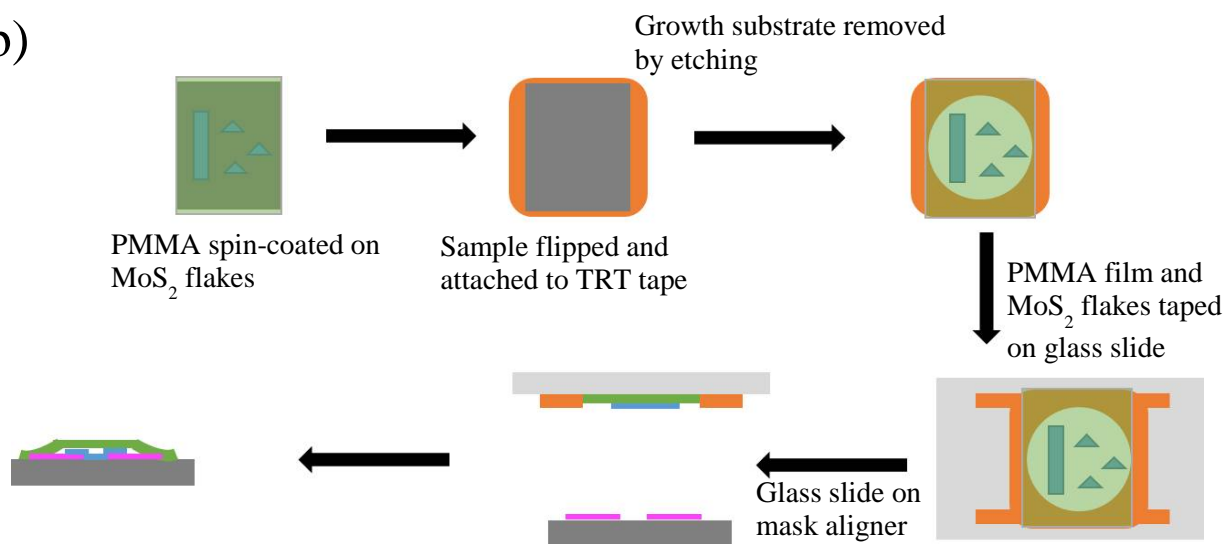 b)
Growth substrate removed
by etching
PMMA spin-coated on
MoS₂ flakes
Sample flipped and
attached to TRT tape
PMMA film and
MoS₂ flakes taped
on glass slide
Glass slide on
mask aligner